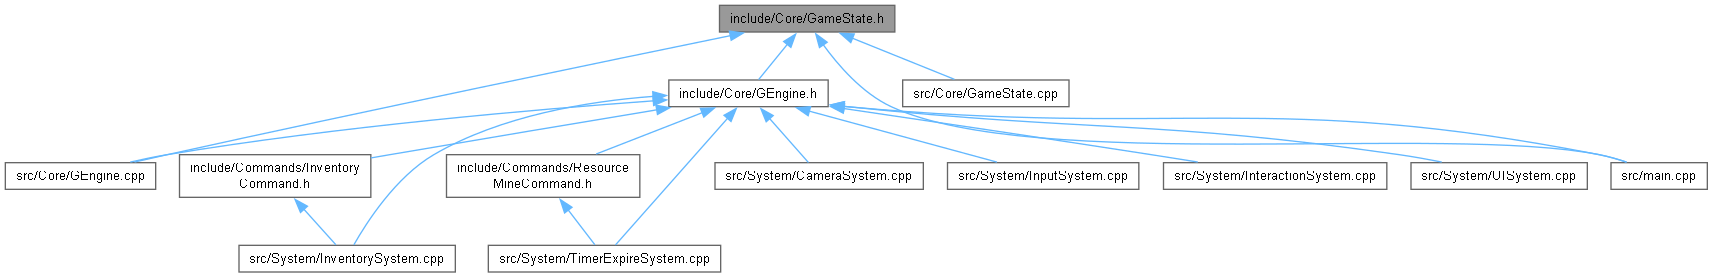 include/Core/GameState.h
include/Core/GEngine.h
src/Core/GameState.cpp
src/Core/GEngine.cpp
include/Commands/Inventory
Command.h
include/Commands/Resource
MineCommand.h
src/System/CameraSystem.cpp
src/System/InputSystem.cpp
src/System/InteractionSystem.cpp
src/System/UISystem.cpp
src/main.cpp
src/System/InventorySystem.cpp
src/System/TimerExpireSystem.cpp